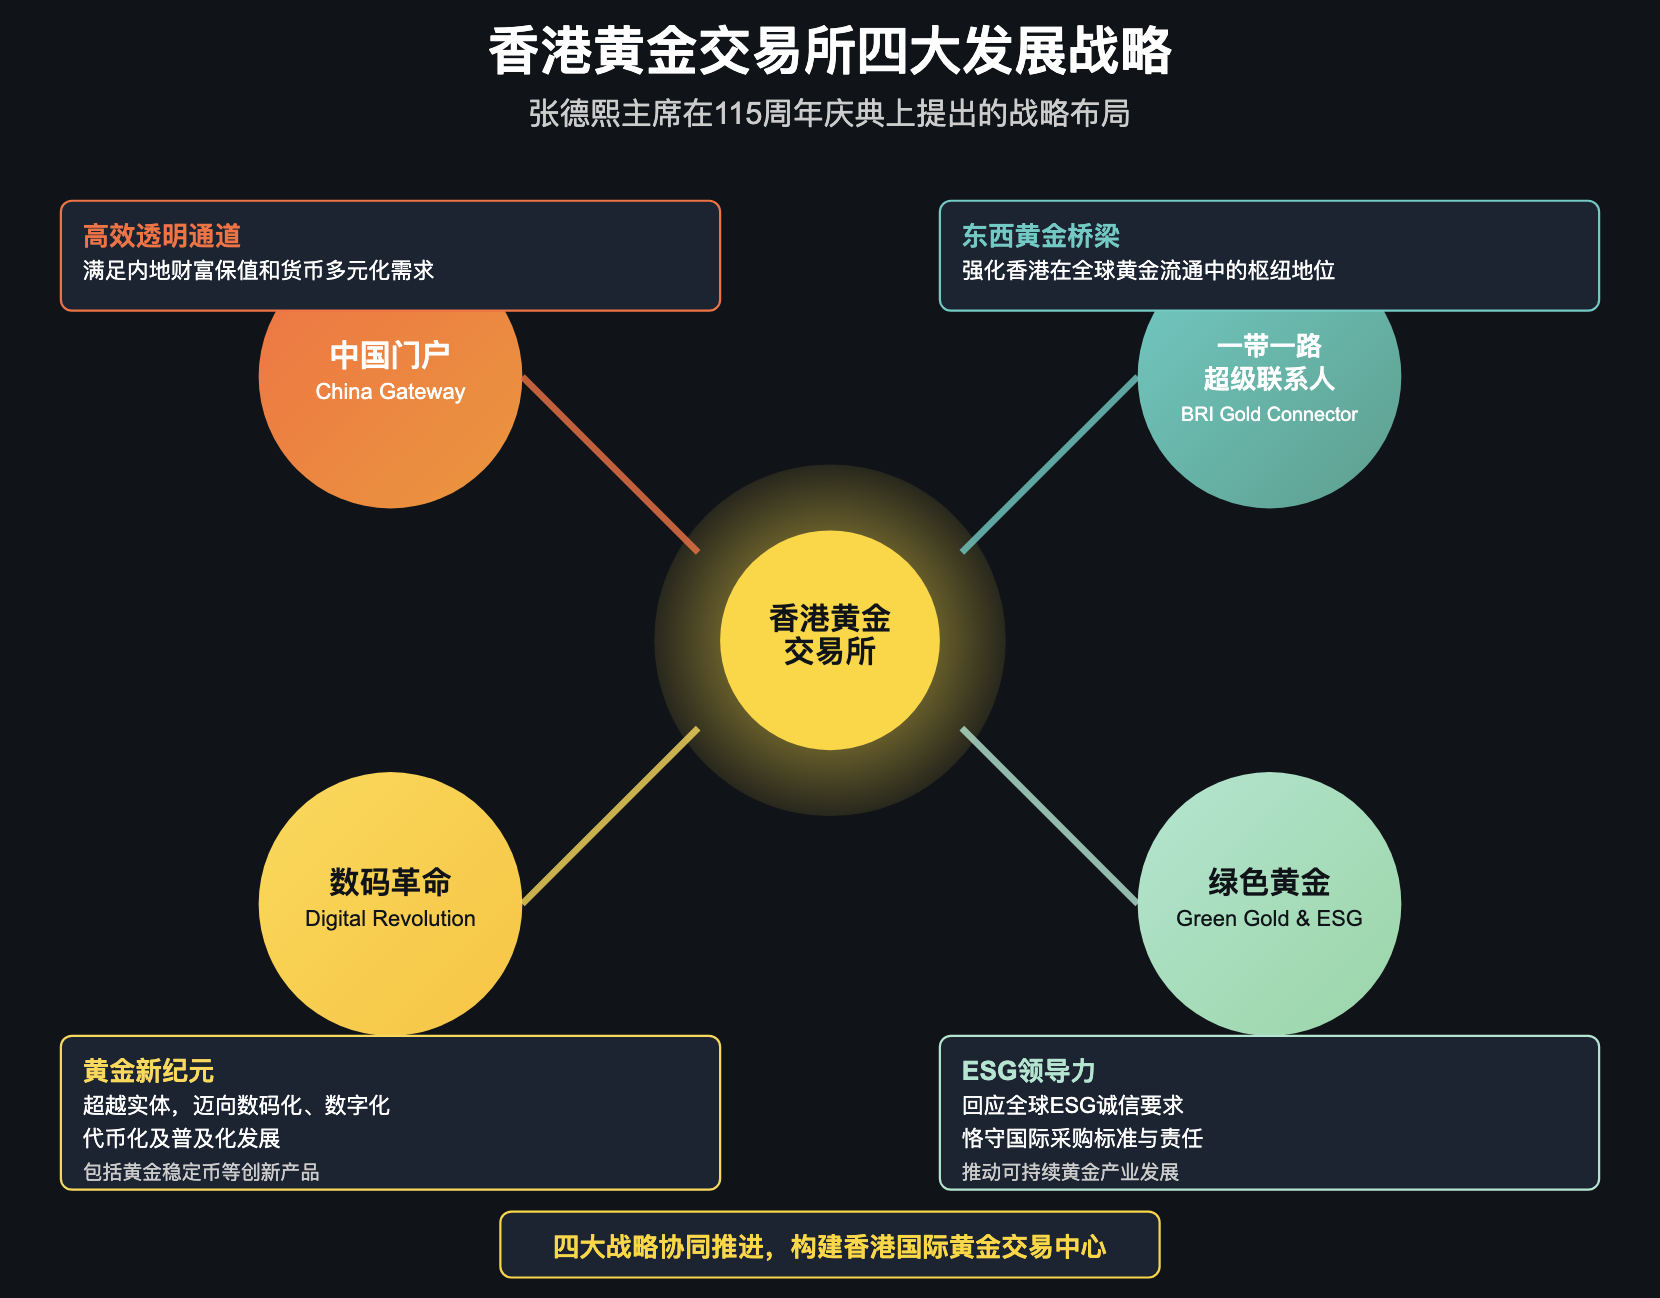 香港黄金交易所四大发展战略
张德熙主席在115周年庆典上提出的战略布局
高效透明通道
满足内地财富保值和货币多元化需求
东西黄金桥梁
强化香港在全球黄金流通中的枢纽地位
中国门户
China Gateway
一带一路
超级联系人
BRI Gold Connector
香港黄金
交易所
数码革命
Digital Revolution
绿色黄金
Green Gold & ESG
黄金新纪元
超越实体，迈向数码化、数字化
代币化及普及化发展
包括黄金稳定币等创新产品
ESG领导力
回应全球ESG诚信要求
恪守国际采购标准与责任
推动可持续黄金产业发展
四大战略协同推进，构建香港国际黄金交易中心